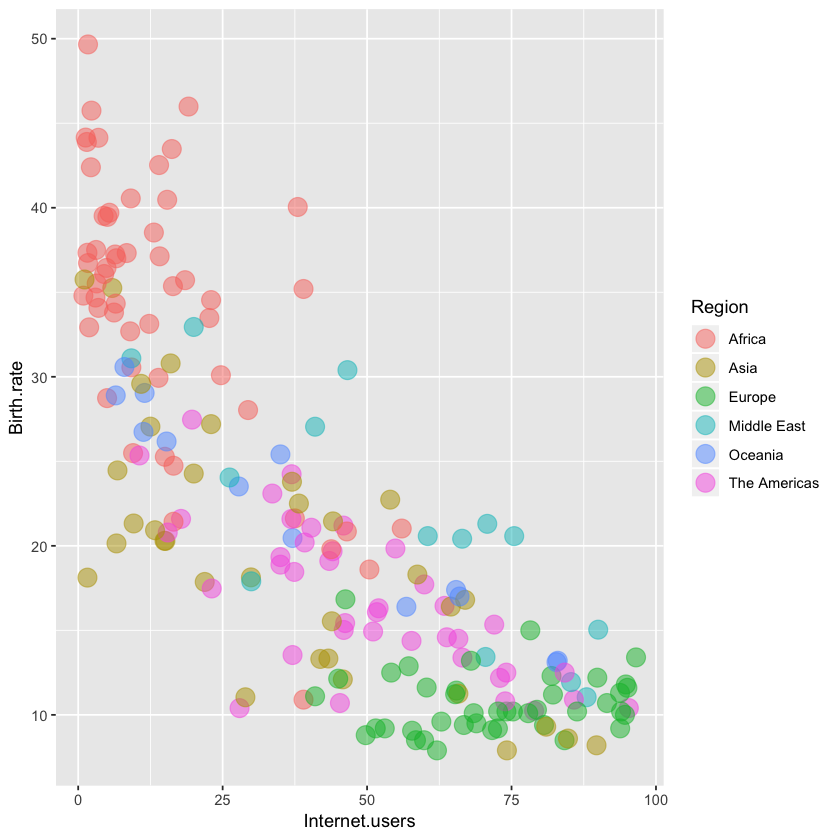 50
40
30
20
10
Birth.rate
0
25
50
75
100
Internet.users
Region
Africa
Asia
Europe
Middle East
Oceania
The Americas